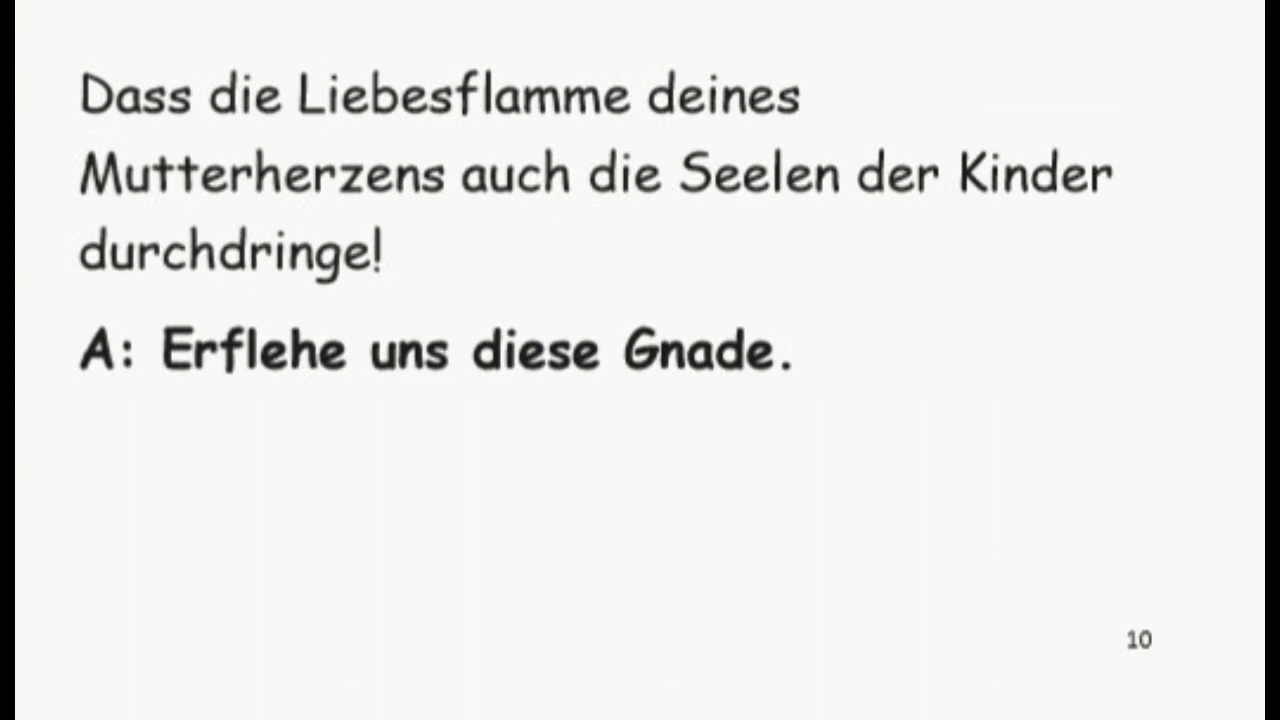 Dass die Liebesflamme deines
Mutterherzens auch die Seelen der Kinder
durchdringe!
A: Erflehe uns diese Gnade.
10